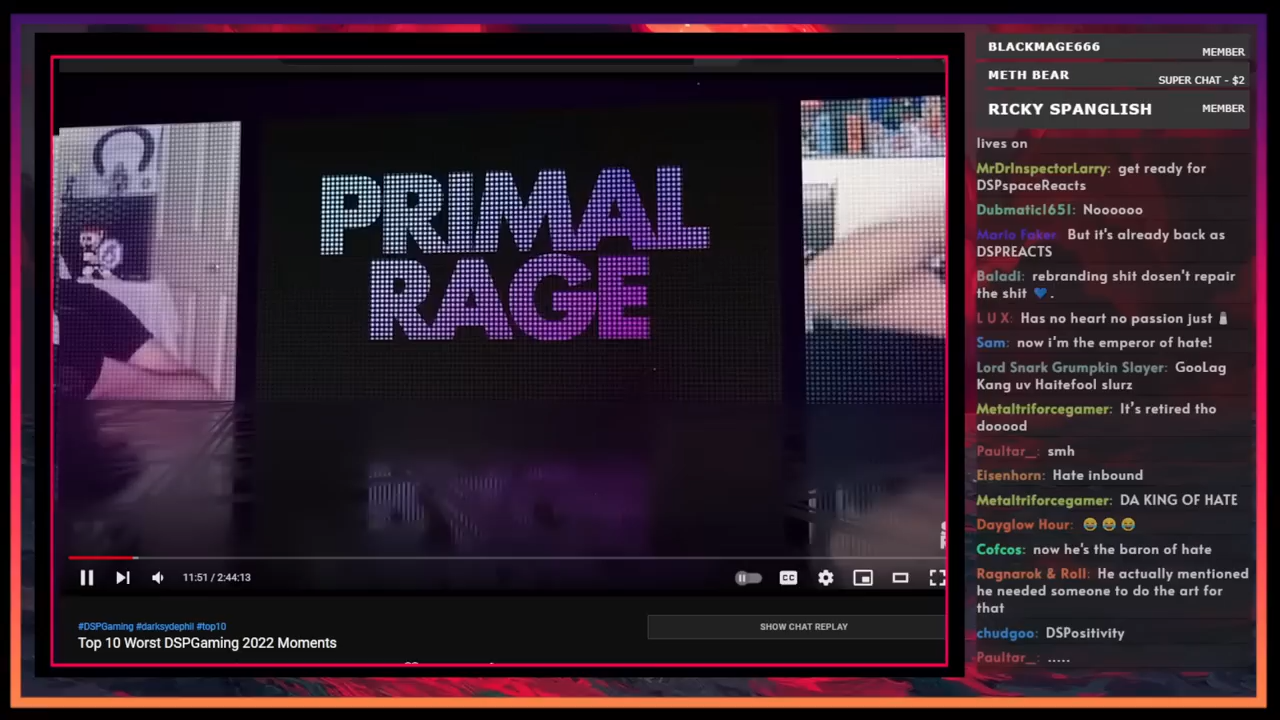 PRIMAL
RAGE
11:51 / 2:44:13
CC
#DSPGaming #darksydephil #top10
Top 10 Worst DSPGaming 2022 Moments
SHOW CHAT REPLAY
BLACKMAGE666 MEMBER
METH BEAR SUPER CHAT - $2
RICKY SPANGLISH MEMBER
lives on
MrDrInspectorLarry: get ready for
DSPspaceReacts
Dubmatic1651: Noooooo
Mario Faker: But it's already back as
DSPREACTS
Baladi: rebranding shit dosen't repair
the shit 💙 .
L U X: Has no heart no passion just 🧂
Sam: now i'm the emperor of hate!
Lord Snark Grumpkin Slayer: GooLag
Kang uv Haitefool slurz
Metaltriforcegamer: It's retired tho
dooood
Paultar_: smh
Eisenhorn: Hate inbound
Metaltriforcegamer: DA KING OF HATE
Dayglow Hour: 😂 😂 😂
Cofcos: now he's the baron of hate
Ragnarok & Roll: He actually mentioned
he needed someone to do the art for
that
chudgoo: DSPositivity
Paultar_: .....